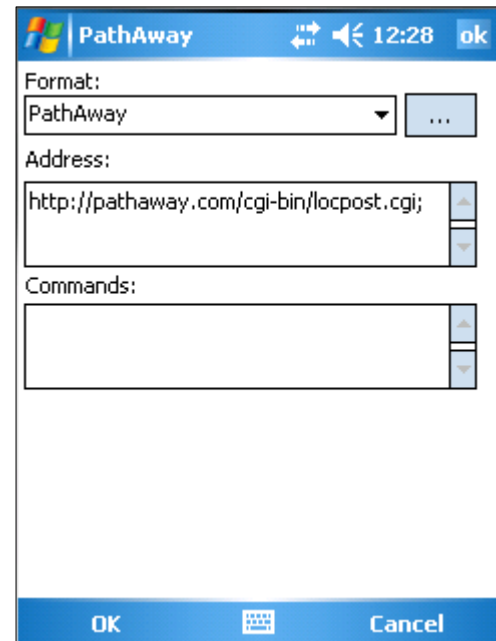 PathAway 12:28 ok
Format:
PathAway ...
Address:
http://pathaway.com/cgi-bin/locpost.cgi;
Commands:
OK Cancel